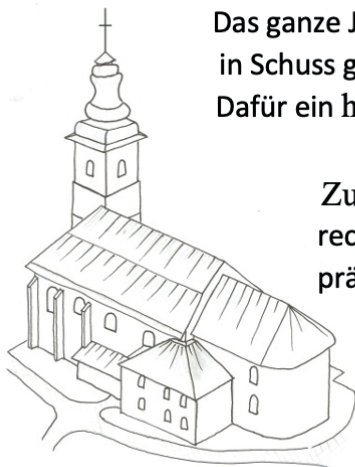 Das ganze J
in Schuss g
Dafür ein h
Zu
rec
prä